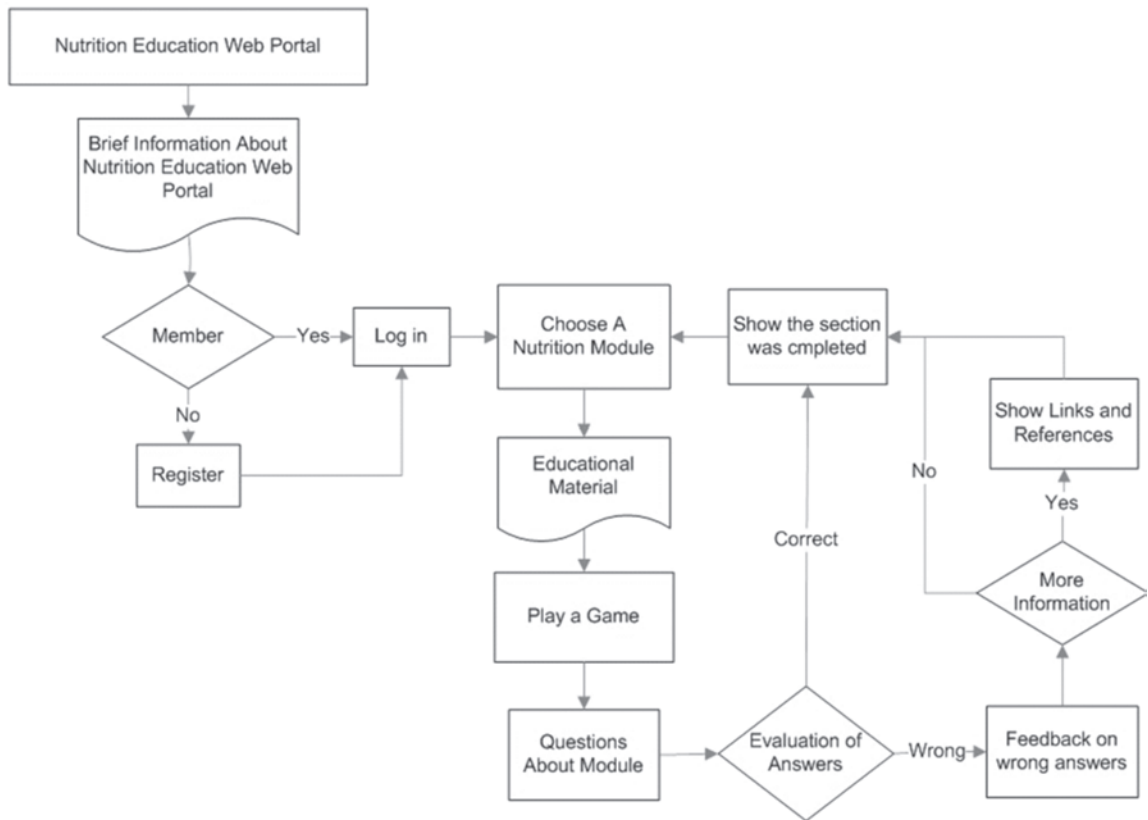 Nutrition Education Web Portal
Brief Information About
Nutrition Education Web
Portal
Member
Yes
Log in
No
Register
Choose A
Nutrition Module
Educational
Material
Play a Game
Questions
About Module
Evaluation of
Answers
Correct
Show the section
was cmpleted
Wrong
Feedback on
wrong answers
More
Information
No
Yes
Show Links and
References